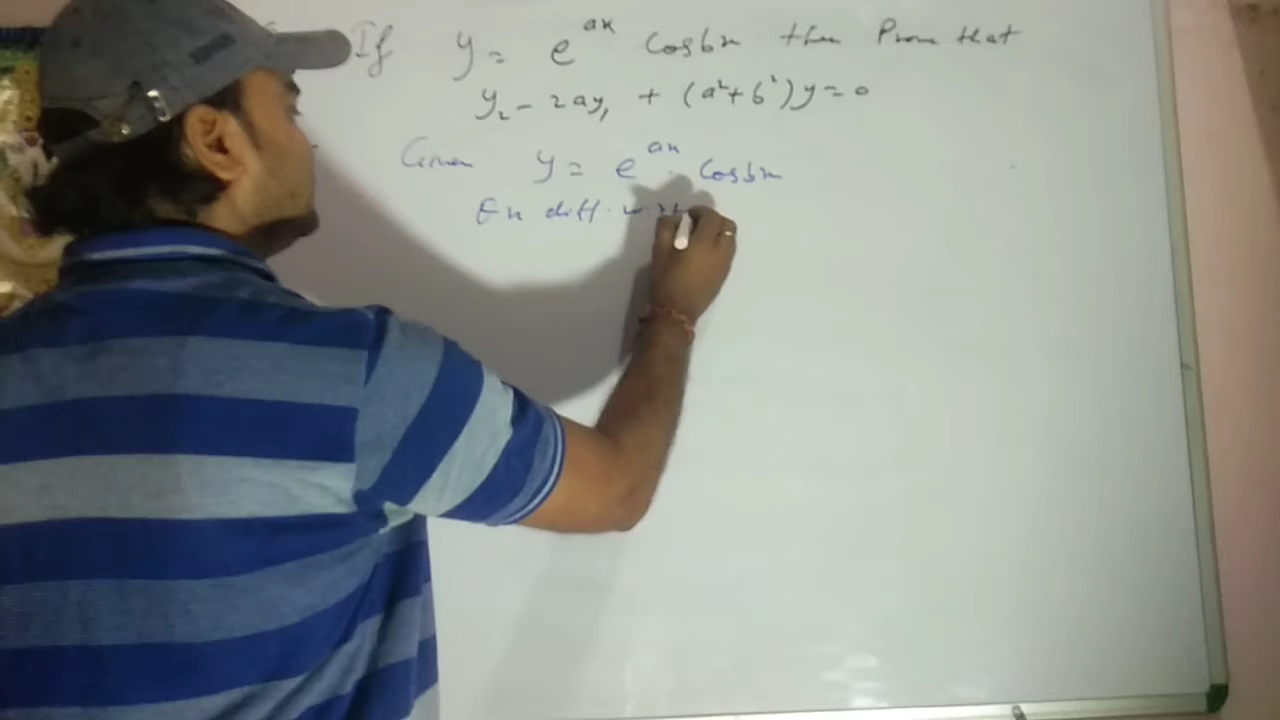 If y = e^{ax} cosbx then Prove that
y₂ - 2ay₁ + (a² + b²)y = 0
Given y = e^{ax} . cosbx
On diff. w.r.t